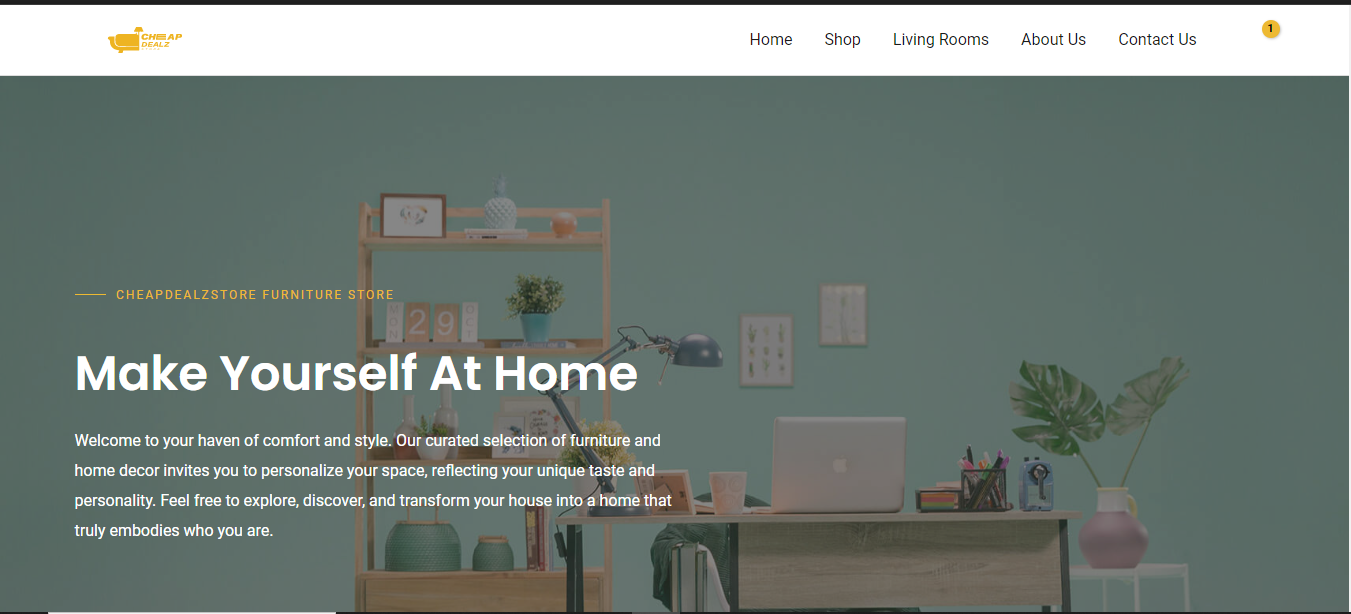 CHEAP
DEALZ
Home
Shop
Living Rooms
About Us
Contact Us
1
CHEAPDEALZSTORE FURNITURE STORE
MON
29
OCT
Make Yourself At Home
Welcome to your haven of comfort and style. Our curated selection of furniture and
home decor invites you to personalize your space, reflecting your unique taste and
personality. Feel free to explore, discover, and transform your house into a home that
truly embodies who you are.